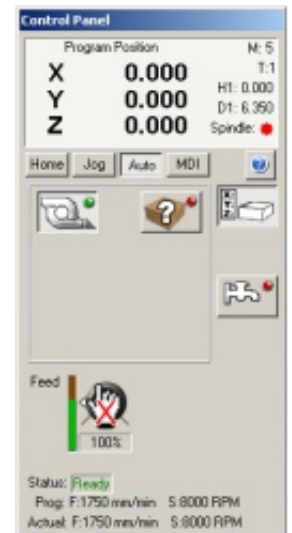 Control Panel
Program Position
M: 5
X 0.000
T:1
Y 0.000
H1: 0.000
D1: 6.350
Z 0.000
Spindle:
Home Jog Auto MDI
?
X:
Y:
Z:
Feed
100%
Status: Ready
Prog: F:1750 mm/min S:8000 RPM
Actual: F:1750 mm/min S:8000 RPM